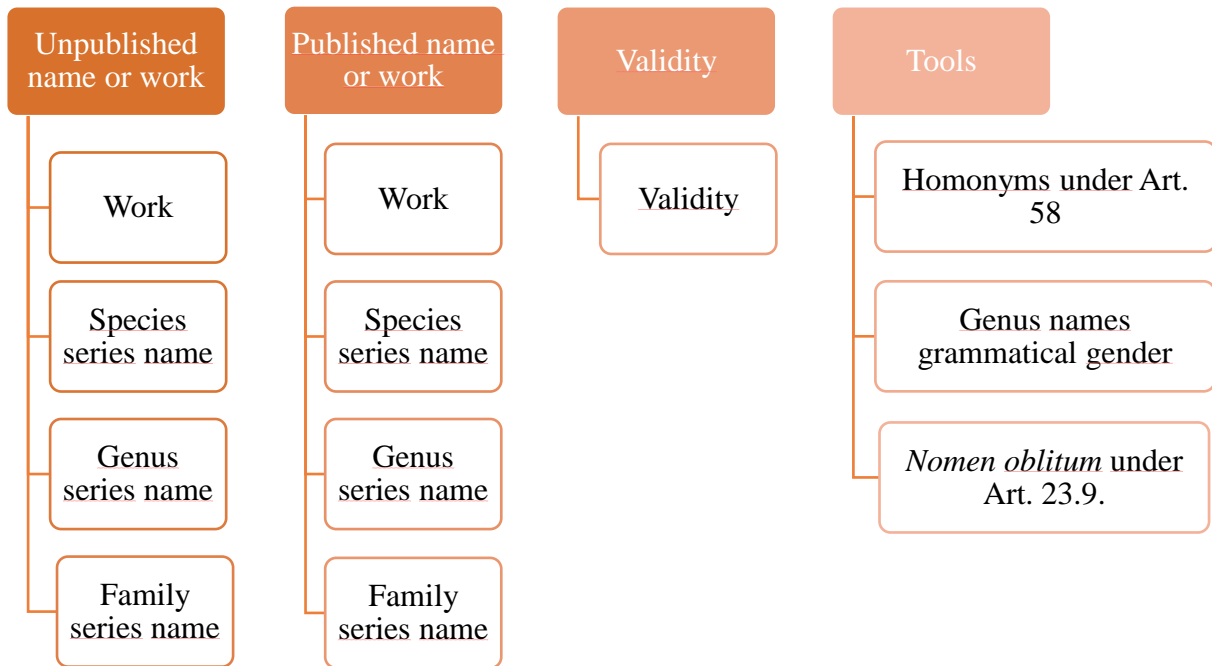 Unpublished
name or work
Work
Species
series name
Genus
series name
Family
series name
Published name
or work
Work
Species
series name
Genus
series name
Family
series name
Validity
Validity
Tools
Homonyms under Art.
58
Genus names
grammatical gender
Nomen oblitum under
Art. 23.9.